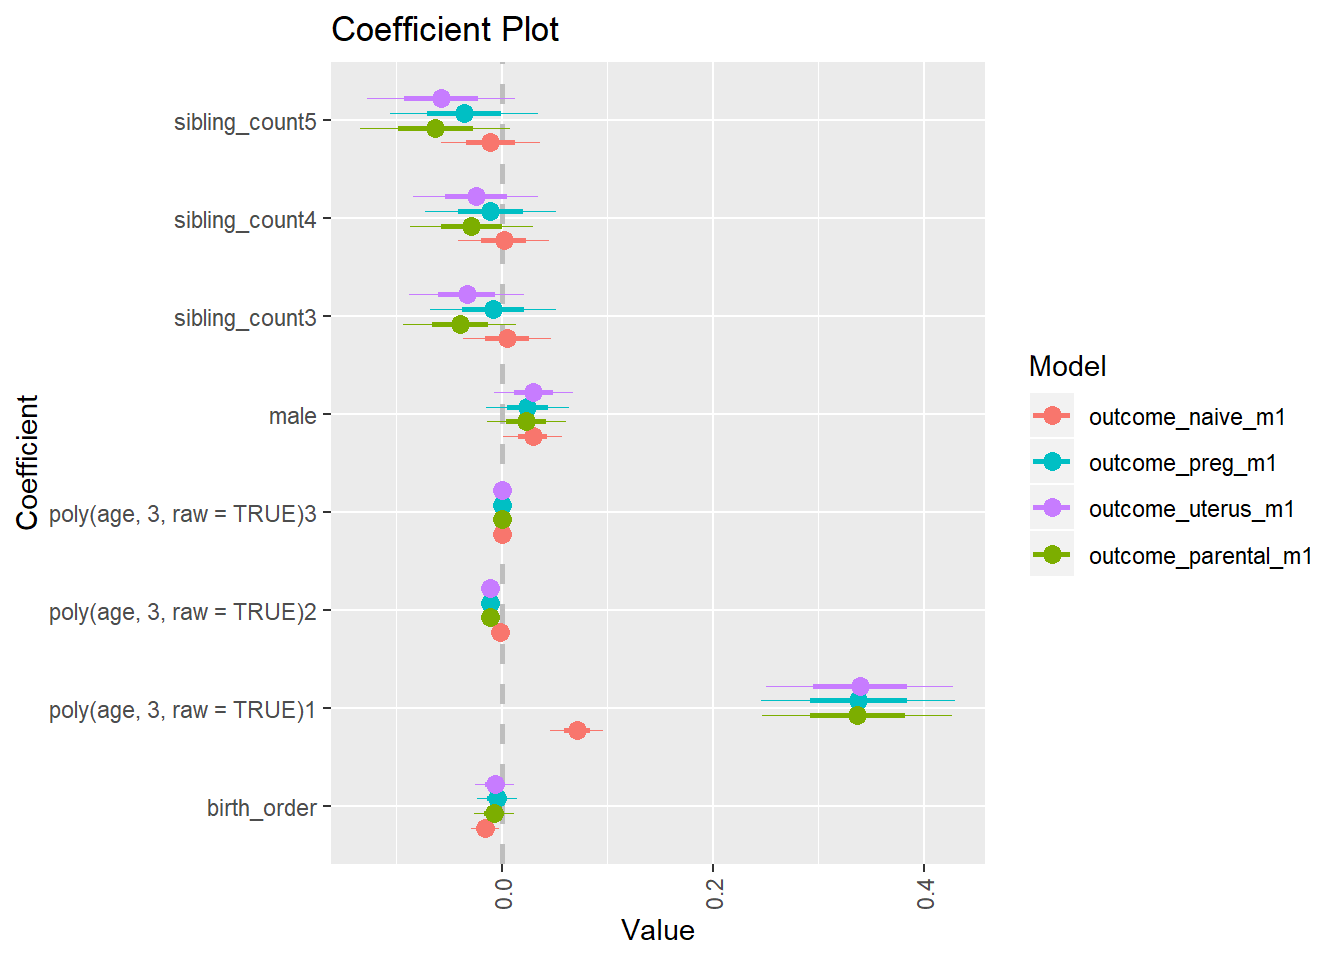 Coefficient Plot
Coefficient
sibling_count5
sibling_count4
sibling_count3
male
poly(age, 3, raw = TRUE)3
poly(age, 3, raw = TRUE)2
poly(age, 3, raw = TRUE)1
birth_order
0.0
0.2
0.4
Value
Model
outcome_naive_m1
outcome_preg_m1
outcome_uterus_m1
outcome_parental_m1